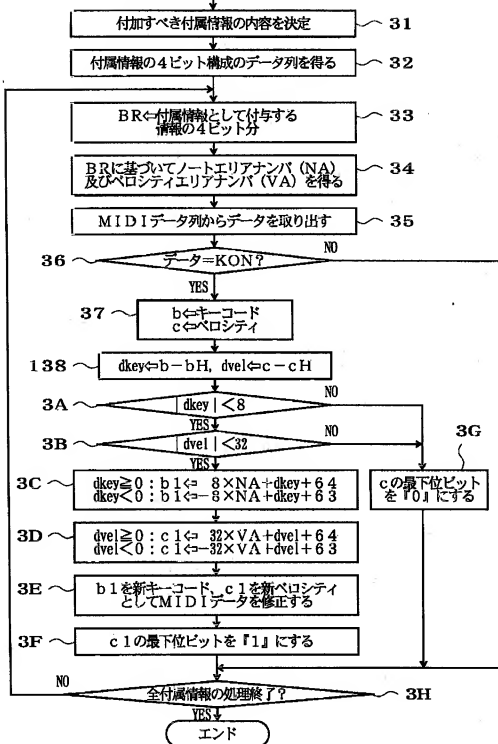 付加すべき付属情報の内容を決定
31
付属情報の4ビット構成のデータ列を得る
32
BR⇦付属情報として付与する
情報の4ビット分
33
BRに基づいてノートエリアナンバ（NA）
及びベロシティエリアナンバ（VA）を得る
34
MIDIデータ列からデータを取り出す
35
36
データ=KON?
NO
YES
37
b⇦キーコード
c⇦ベロシティ
138
dkey⇦b-bH, dvel⇦c-cH
3A
|dkey|<8
NO
YES
3B
|dvel|<32
NO
YES
3G
cの最下位ビット
を『0』にする
3C
dkey≧0:b1⇦ 8×NA+dkey+64
dkey<0:b1⇦-8×NA+dkey+63
3D
dvel≧0:c1⇦ 32×VA+dvel+64
dvel<0:c1⇦-32×VA+dvel+63
3E
b1を新キーコード、c1を新ベロシティ
としてMIDIデータを修正する
3F
c1の最下位ビットを『1』にする
NO
全付属情報の処理終了?
3H
YES
エンド